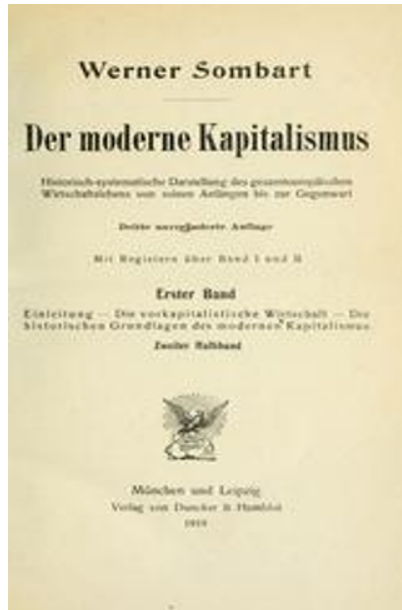 Werner Sombart
Der moderne Kapitalismus
Historisch-systematische Darstellung des gesamteuropäischen
Wirtschaftslebens von seinen Anfängen bis zur Gegenwart
Dritte unveränderte Auflage
Mit Registern über Band I und II
Erster Band
Einleitung — Die vorkapitalistische Wirtschaft — Die
historischen Grundlagen des modernen Kapitalismus
Zweiter Halbband
München und Leipzig
Verlag von Duncker & Humblot
1919